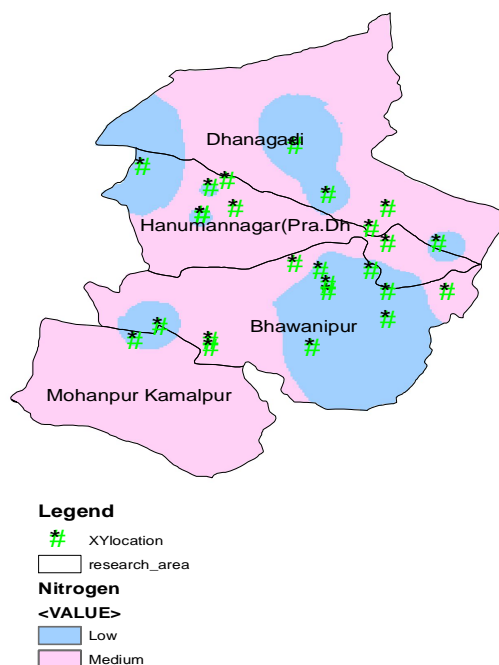 Dhanagadi
Hanumannagar(Pra.Dh
Bhawanipur
Mohanpur Kamalpur
Legend
XYlocation
research_area
Nitrogen
<VALUE>
Low
Medium